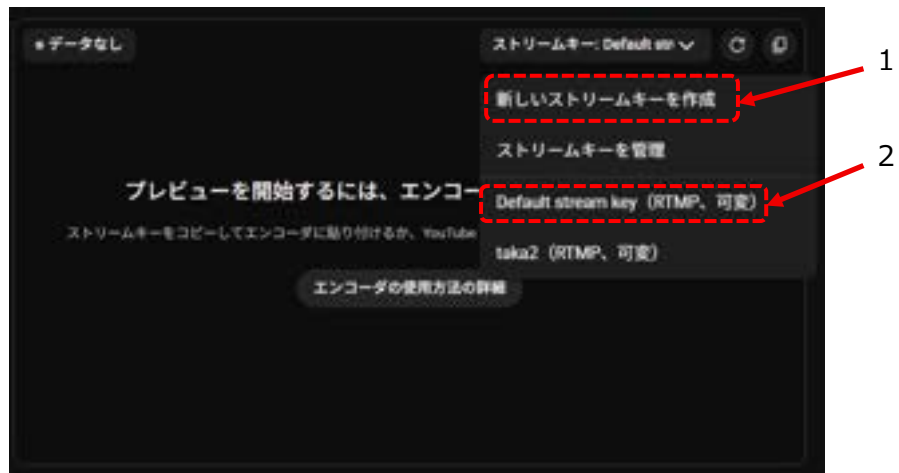 データなし
ストリームキー: Default str
1
新しいストリームキーを作成
ストリームキーを管理
2
プレビューを開始するには、エンコー
Default stream key（RTMP、可変）
ストリームキーをコピーしてエンコーダに貼り付けるか、YouTube
taka2（RTMP、可変）
エンコーダの使用方法の詳細